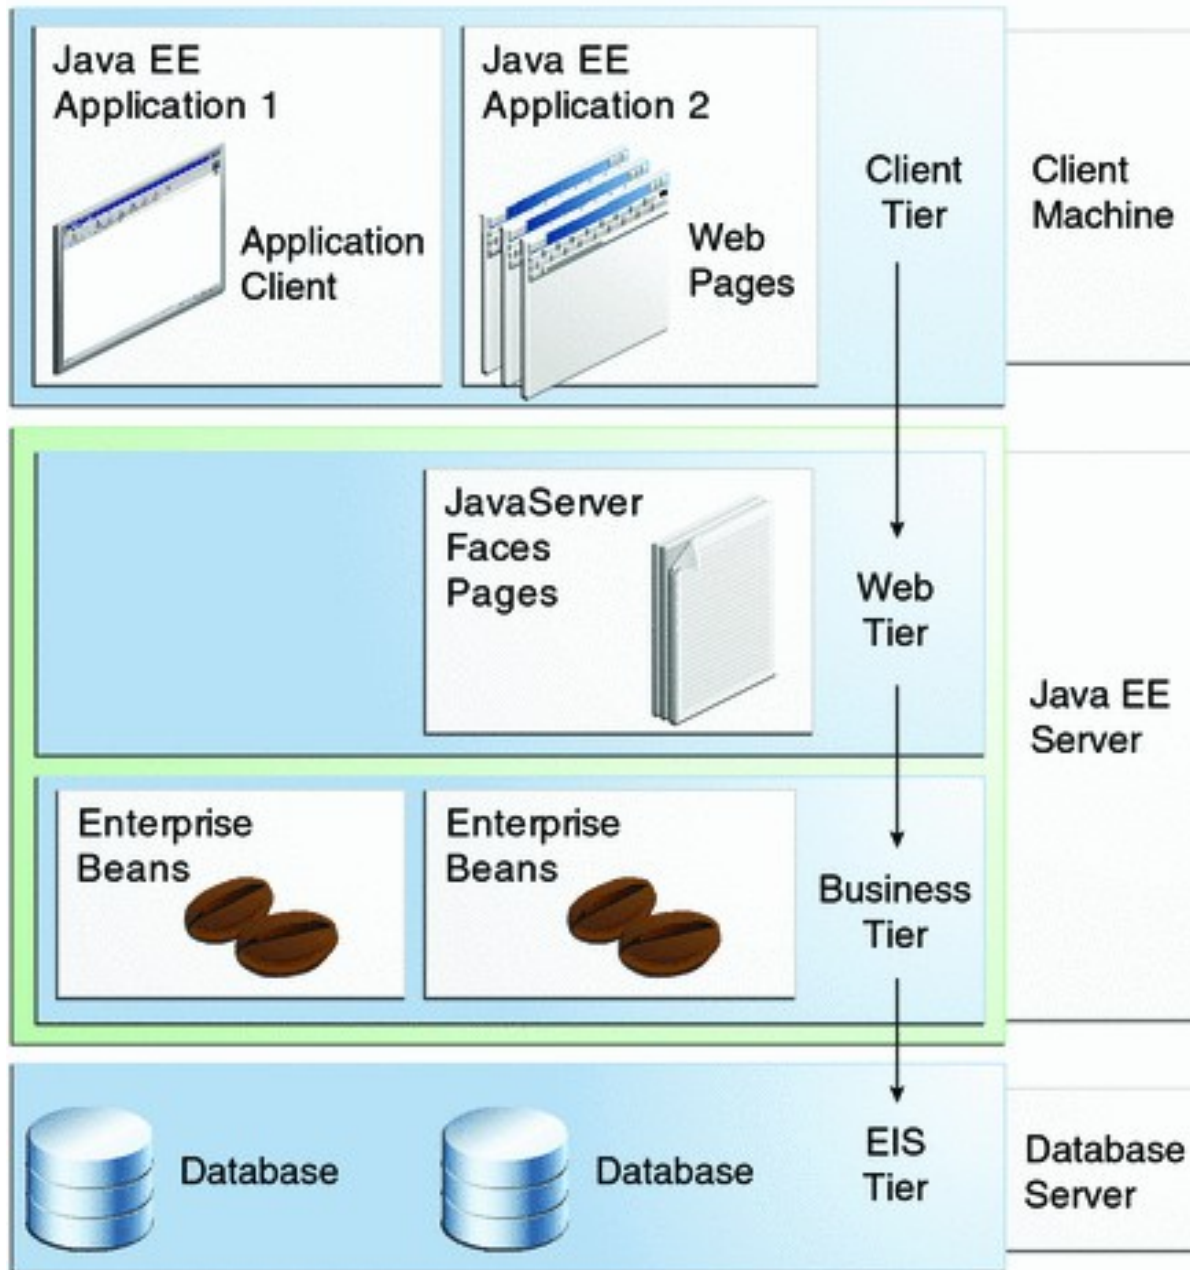 Java EE
Application 1
Application
Client
Java EE
Application 2
Web
Pages
Client
Tier
Client
Machine
JavaServer
Faces
Pages
Web
Tier
Java EE
Server
Enterprise
Beans
Enterprise
Beans
Business
Tier
Database
Database
EIS
Tier
Database
Server